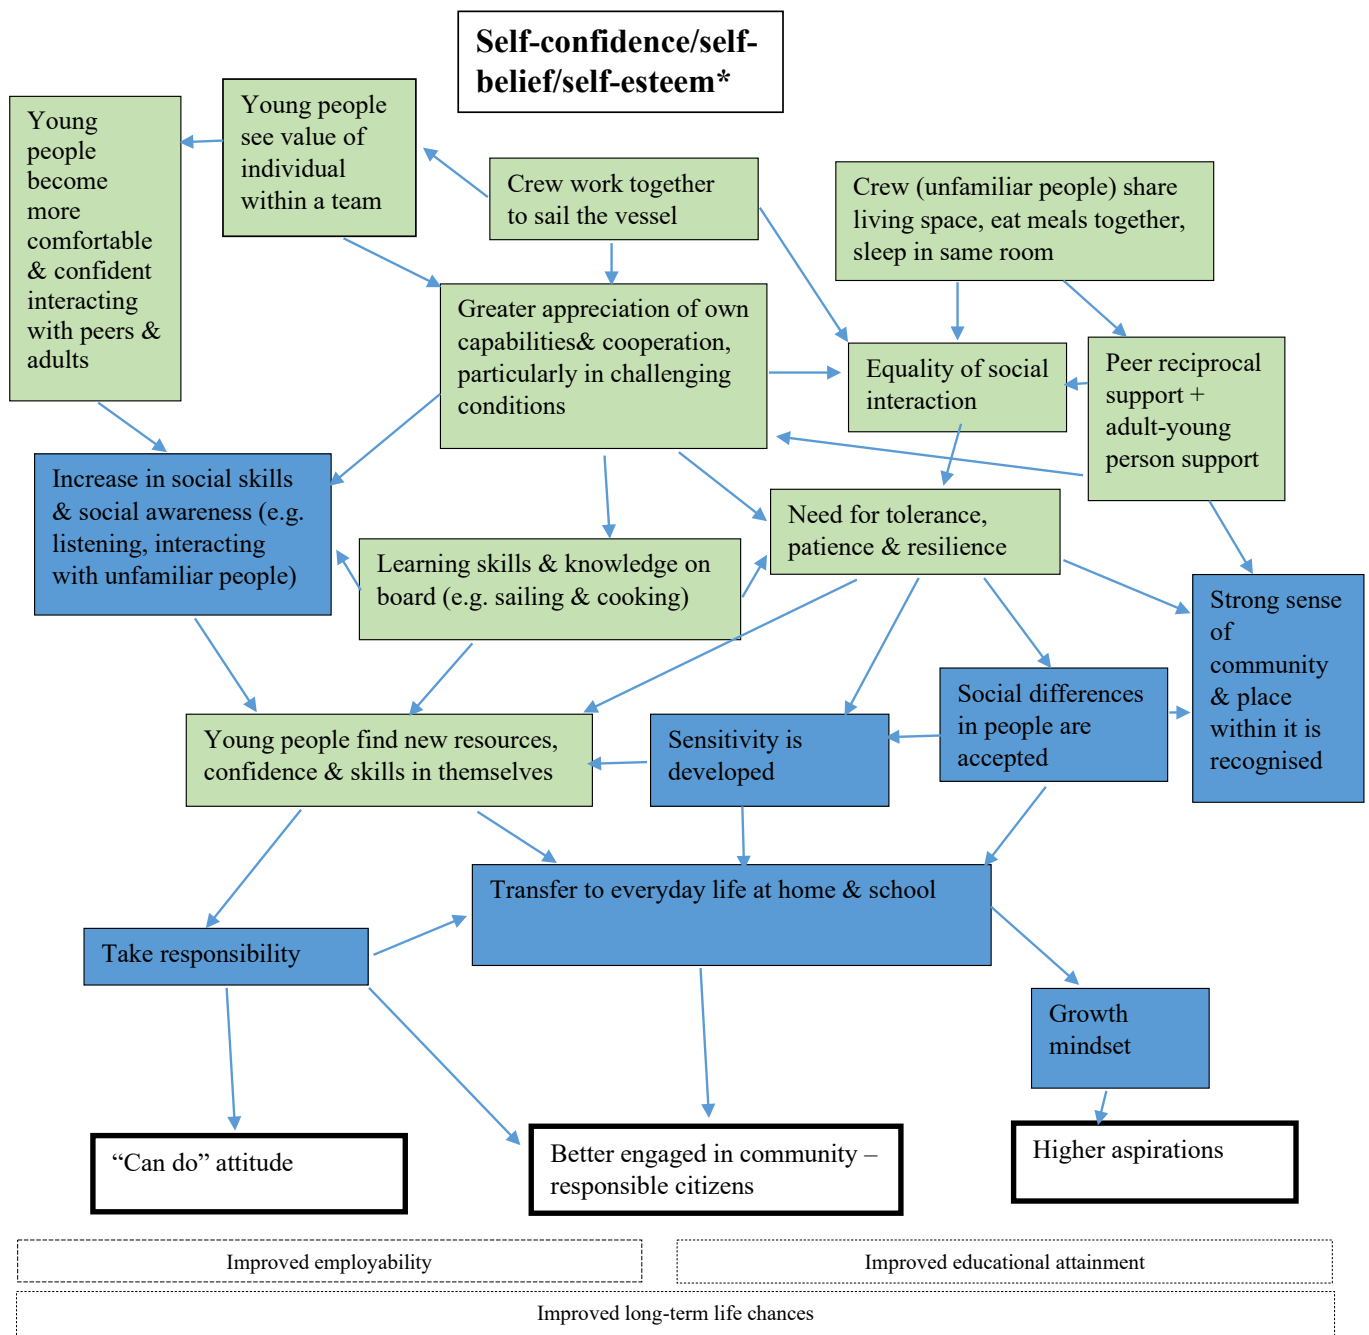 Self-confidence/self-
belief/self-esteem*
Young
people
become
more
comfortable
& confident
interacting
with peers &
adults
Young people
see value of
individual
within a team
Crew work together
to sail the vessel
Crew (unfamiliar people) share
living space, eat meals together,
sleep in same room
Greater appreciation of own
capabilities& cooperation,
particularly in challenging
conditions
Equality of social
interaction
Peer reciprocal
support +
adult-young
person support
Increase in social skills
& social awareness (e.g.
listening, interacting
with unfamiliar people)
Learning skills & knowledge on
board (e.g. sailing & cooking)
Need for tolerance,
patience & resilience
Strong sense
of
community
& place
within it is
recognised
Young people find new resources,
confidence & skills in themselves
Sensitivity is
developed
Social differences
in people are
accepted
Transfer to everyday life at home & school
Take responsibility
Growth
mindset
“Can do” attitude
Better engaged in community –
responsible citizens
Higher aspirations
Improved employability
Improved educational attainment
Improved long-term life chances